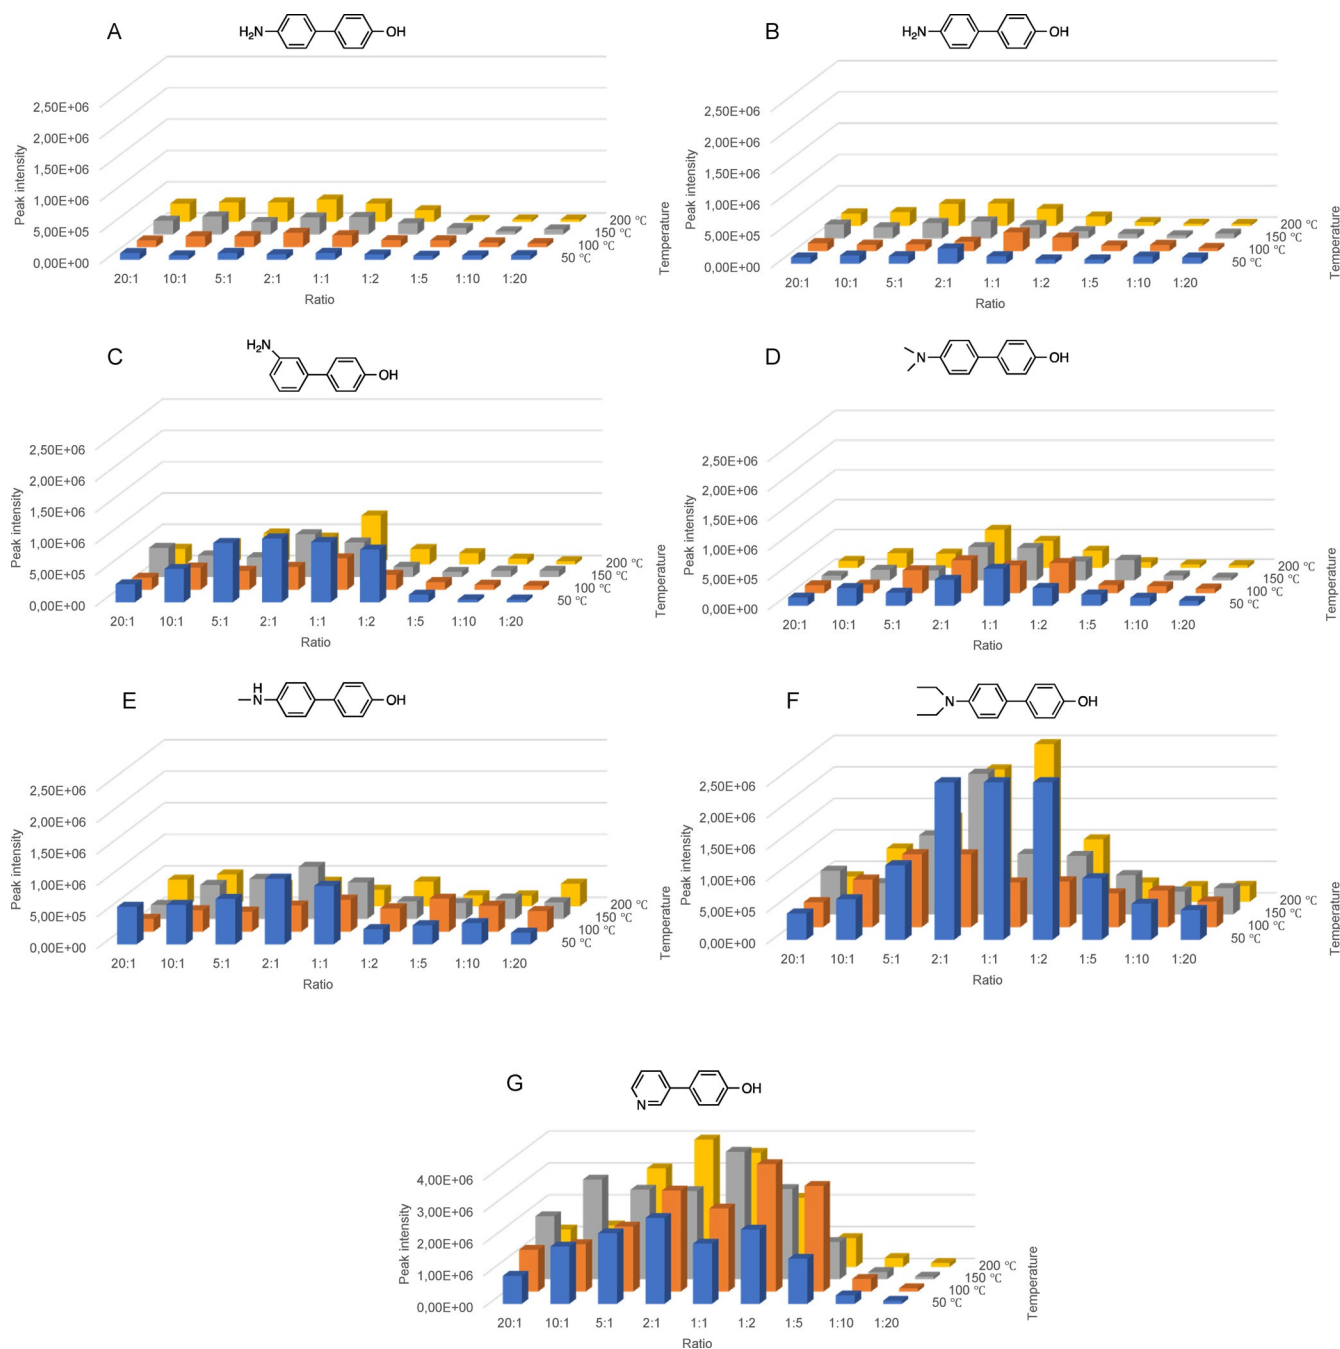 A
H₂N
OH
2,50E+06
2,00E+06
1,50E+06
1,00E+06
5,00E+05
0,00E+00
Peak intensity
20:1 10:1 5:1 2:1 1:1 1:2 1:5 1:10 1:20
Ratio
200 °C
150 °C
100 °C
50 °C
Temperature
B
H₂N
OH
2,50E+06
2,00E+06
1,50E+06
1,00E+06
5,00E+05
0,00E+00
Peak intensity
20:1 10:1 5:1 2:1 1:1 1:2 1:5 1:10 1:20
Ratio
200 °C
150 °C
100 °C
50 °C
Temperature
C
H₂N
OH
2,50E+06
2,00E+06
1,50E+06
1,00E+06
5,00E+05
0,00E+00
Peak intensity
20:1 10:1 5:1 2:1 1:1 1:2 1:5 1:10 1:20
Ratio
200 °C
150 °C
100 °C
50 °C
Temperature
D
N
OH
2,50E+06
2,00E+06
1,50E+06
1,00E+06
5,00E+05
0,00E+00
Peak intensity
20:1 10:1 5:1 2:1 1:1 1:2 1:5 1:10 1:20
Ratio
200 °C
150 °C
100 °C
50 °C
Temperature
E
H
N
OH
2,50E+06
2,00E+06
1,50E+06
1,00E+06
5,00E+05
0,00E+00
Peak intensity
20:1 10:1 5:1 2:1 1:1 1:2 1:5 1:10 1:20
Ratio
200 °C
150 °C
100 °C
50 °C
Temperature
F
N
OH
2,50E+06
2,00E+06
1,50E+06
1,00E+06
5,00E+05
0,00E+00
Peak intensity
20:1 10:1 5:1 2:1 1:1 1:2 1:5 1:10 1:20
Ratio
200 °C
150 °C
100 °C
50 °C
Temperature
G
N
OH
4,00E+06
3,00E+06
2,00E+06
1,00E+06
0,00E+00
Peak intensity
20:1 10:1 5:1 2:1 1:1 1:2 1:5 1:10 1:20
Ratio
200 °C
150 °C
100 °C
50 °C
Temperature